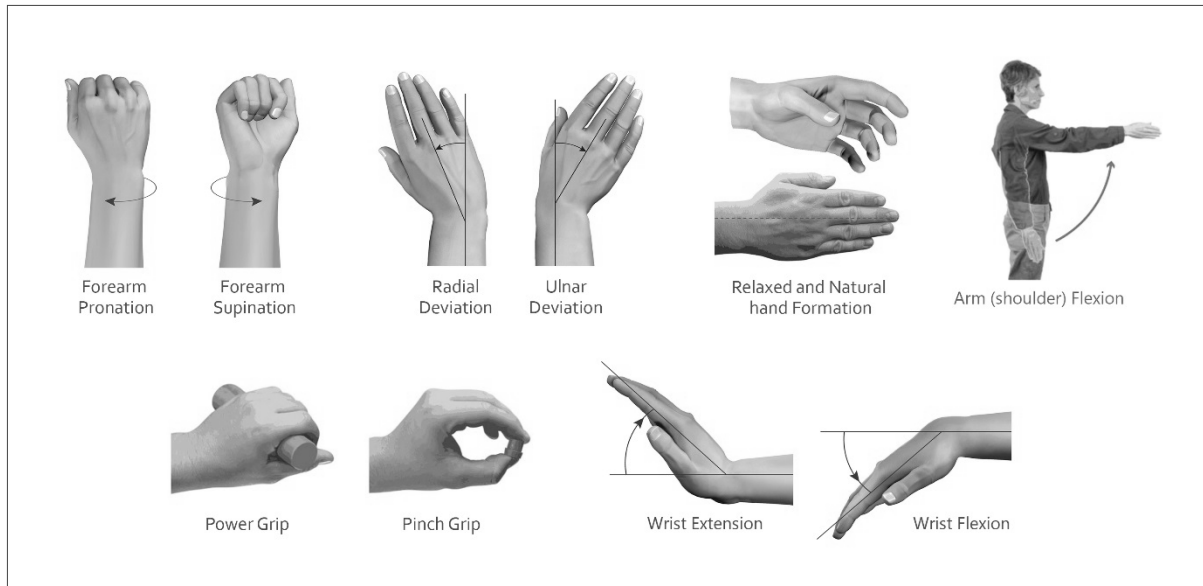 Forearm
Pronation
Forearm
Supination
Radial
Deviation
Ulnar
Deviation
Relaxed and Natural
hand Formation
Arm (shoulder) Flexion
Power Grip
Pinch Grip
Wrist Extension
Wrist Flexion